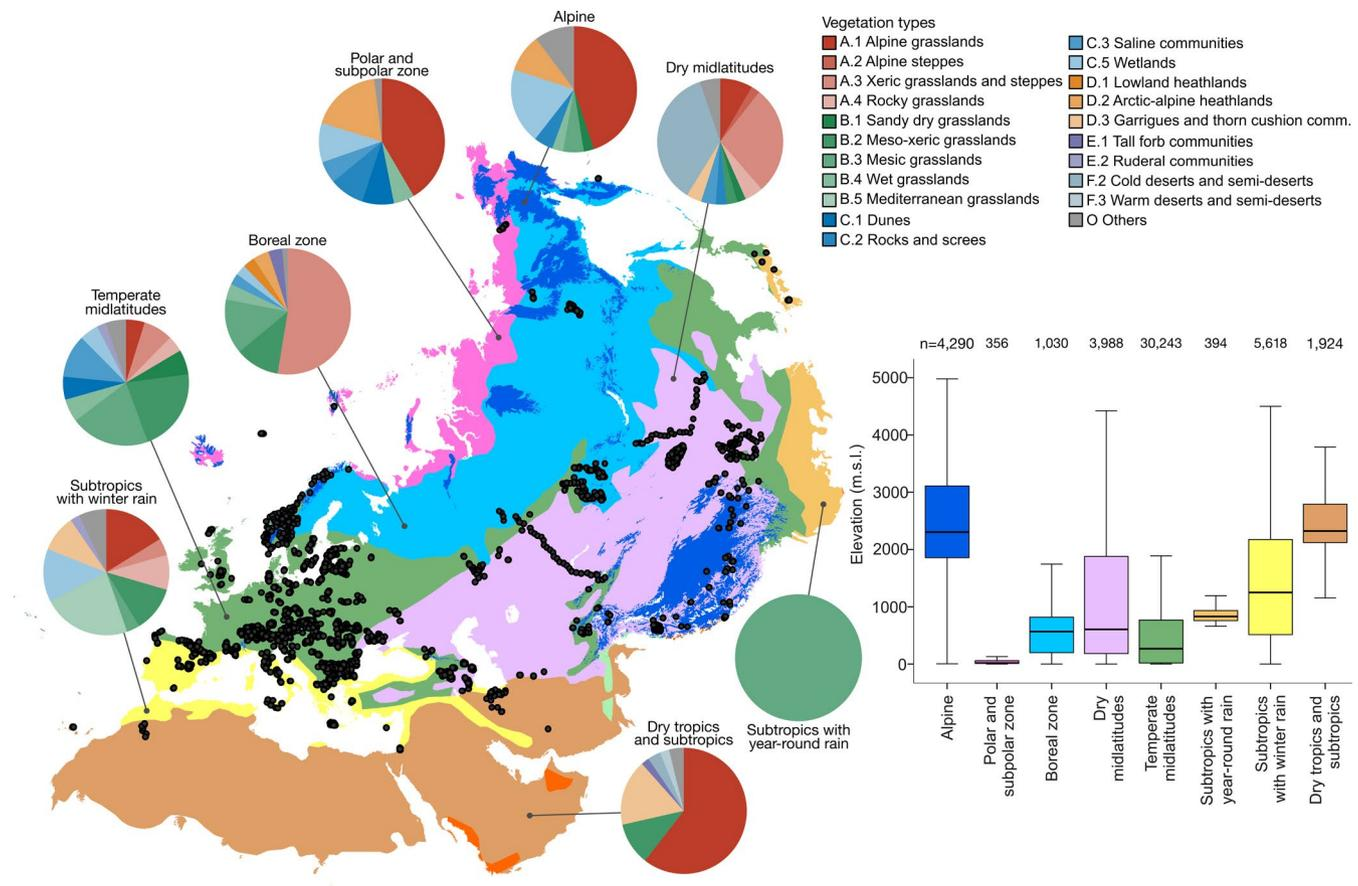 Alpine
Polar and
subpolar zone
Dry midlatitudes
Boreal zone
Temperate
midlatitudes
Subtropics
with winter rain
Dry tropics
and subtropics
Subtropics with
year-round rain
Vegetation types
A.1 Alpine grasslands
A.2 Alpine steppes
A.3 Xeric grasslands and steppes
A.4 Rocky grasslands
B.1 Sandy dry grasslands
B.2 Meso-xeric grasslands
B.3 Mesic grasslands
B.4 Wet grasslands
B.5 Mediterranean grasslands
C.1 Dunes
C.2 Rocks and screes
C.3 Saline communities
C.5 Wetlands
D.1 Lowland heathlands
D.2 Arctic-alpine heathlands
D.3 Garrigues and thorn cushion comm.
E.1 Tall forb communities
E.2 Ruderal communities
F.2 Cold deserts and semi-deserts
F.3 Warm deserts and semi-deserts
O Others
n=4,290 356 1,030 3,988 30,243 394 5,618 1,924
Elevation (m.s.l.)
5000
4000
3000
2000
1000
0
Alpine
Polar and
subpolar zone
Boreal zone
Dry
midlatitudes
Temperate
midlatitudes
Subtropics with
year-round rain
Subtropics
with winter rain
Dry tropics and
subtropics